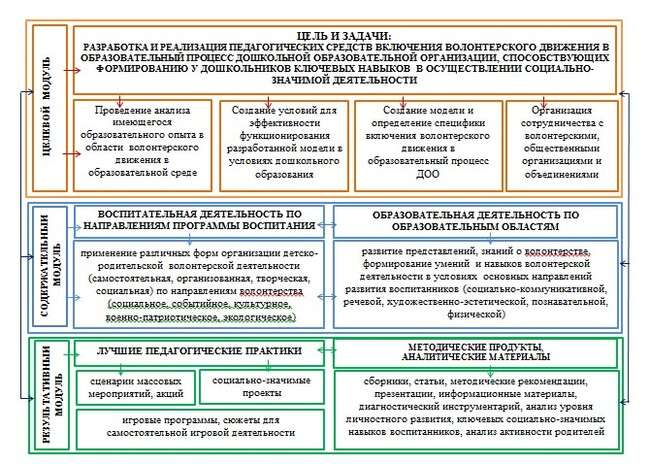 ЦЕЛЕВОЙ МОДУЛЬ
ЦЕЛЬ И ЗАДАЧИ:
РАЗРАБОТКА И РЕАЛИЗАЦИЯ ПЕДАГОГИЧЕСКИХ СРЕДСТВ ВКЛЮЧЕНИЯ ВОЛОНТЕРСКОГО ДВИЖЕНИЯ В
ОБРАЗОВАТЕЛЬНЫЙ ПРОЦЕСС ДОШКОЛЬНОЙ ОБРАЗОВАТЕЛЬНОЙ ОРГАНИЗАЦИИ, СПОСОБСТВУЮЩИХ
ФОРМИРОВАНИЮ У ДОШКОЛЬНИКОВ КЛЮЧЕВЫХ НАВЫКОВ В ОСУЩЕСТВЛЕНИИ СОЦИАЛЬНО-
ЗНАЧИМОЙ ДЕЯТЕЛЬНОСТИ
Проведение анализа
имеющегося
образовательного опыта в
области волонтерского
движения в
образовательной среде
Создание условий для
эффективности
функционирования
разработанной модели в
условиях дошкольного
образования
Создание модели и
определение специфики
включения волонтерского
движения в
образовательный процесс
ДОО
Организация
сотрудничества с
волонтерскими,
общественными
организациями и
объединениями
СОДЕРЖАТЕЛЬНЫЙ
МОДУЛЬ
ВОСПИТАТЕЛЬНАЯ ДЕЯТЕЛЬНОСТЬ ПО
НАПРАВЛЕНИЯМ ПРОГРАММЫ ВОСПИТАНИЯ
применение различных форм организации детско-
родительской волонтерской деятельности
(самостоятельная, организованная, творческая,
социальная) по направлениям волонтерства
(социальное, событийное, культурное,
военно-патриотическое, экологическое)
ОБРАЗОВАТЕЛЬНАЯ ДЕЯТЕЛЬНОСТЬ ПО
ОБРАЗОВАТЕЛЬНЫМ ОБЛАСТЯМ
развитие представлений, знаний о волонтерстве,
формирование умений и навыков волонтерской
деятельности в условиях основных направлений
развития воспитанников (социально-коммуникативной,
речевой, художественно-эстетической, познавательной,
физической)
РЕЗУЛЬТАТИВНЫЙ
МОДУЛЬ
ЛУЧШИЕ ПЕДАГОГИЧЕСКИЕ ПРАКТИКИ
сценарии массовых
мероприятий, акций
социально-значимые
проекты
игровые программы, сюжеты для
самостоятельной игровой деятельности
МЕТОДИЧЕСКИЕ ПРОДУКТЫ,
АНАЛИТИЧЕСКИЕ МАТЕРИАЛЫ
сборники, статьи, методические рекомендации,
презентации, информационные материалы,
диагностический инструментарий, анализ уровня
личностного развития, ключевых социально-значимых
навыков воспитанников, анализ активности родителей